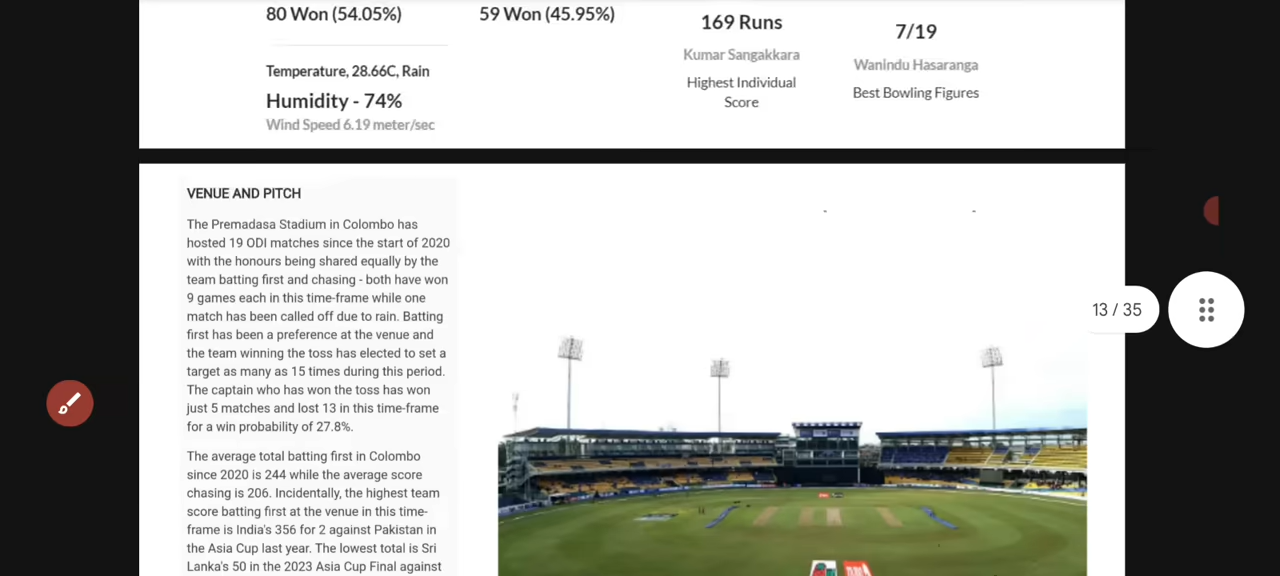 80 Won (54.05%)
59 Won (45.95%)
169 Runs
7/19
Kumar Sangakkara
Wanindu Hasaranga
Temperature, 28.66C, Rain
Highest Individual
Score
Best Bowling Figures
Humidity - 74%
Wind Speed 6.19 meter/sec
VENUE AND PITCH
The Premadasa Stadium in Colombo has
hosted 19 ODI matches since the start of 2020
with the honours being shared equally by the
team batting first and chasing - both have won
9 games each in this time-frame while one
match has been called off due to rain. Batting
first has been a preference at the venue and
the team winning the toss has elected to set a
target as many as 15 times during this period.
The captain who has won the toss has won
just 5 matches and lost 13 in this time-frame
for a win probability of 27.8%.
The average total batting first in Colombo
since 2020 is 244 while the average score
chasing is 206. Incidentally, the highest team
score batting first at the venue in this time-
frame is India's 356 for 2 against Pakistan in
the Asia Cup last year. The lowest total is Sri
Lanka's 50 in the 2023 Asia Cup Final against
13 / 35